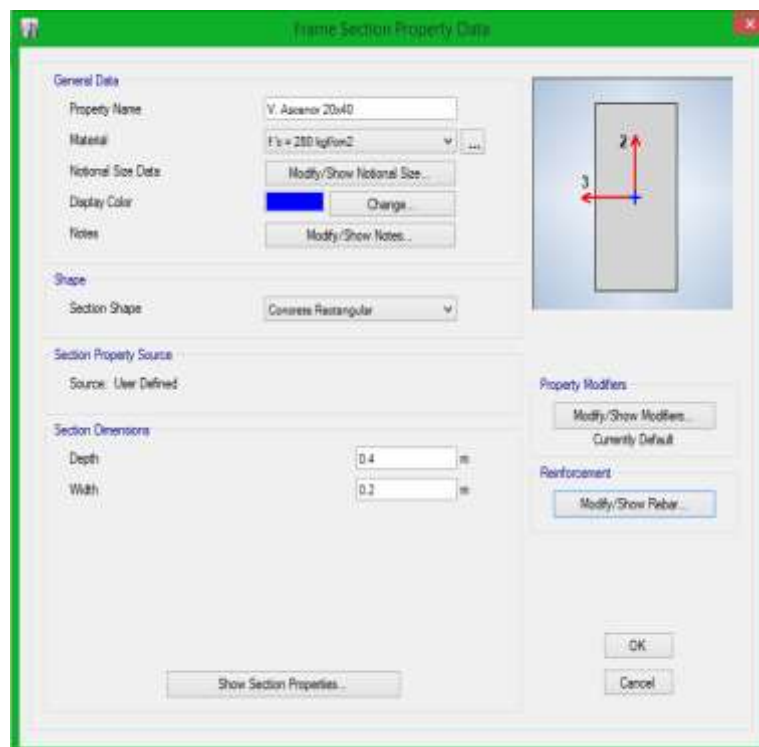 Frame Section Property Data
General Data
Property Name V. Ascensor 20x40
Material f'c = 280 kgf/cm2 ...
Notional Size Data Modify/Show Notional Size...
Display Color Change...
Notes Modify/Show Notes...
Shape
Section Shape Concrete Rectangular
Section Property Source
Source: User Defined
Section Dimensions
Depth 0.4 m
Width 0.2 m
Show Section Properties...
2
3
Property Modifiers
Modify/Show Modifiers...
Currently Default
Reinforcement
Modify/Show Rebar...
OK
Cancel